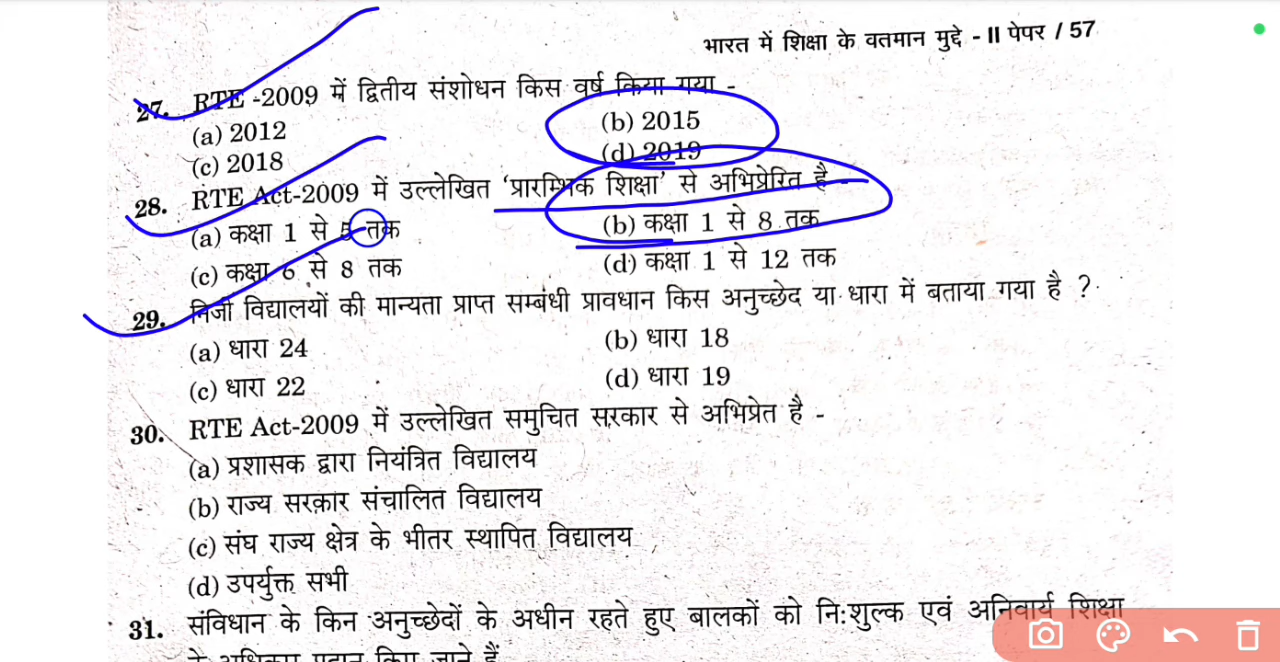 भारत में शिक्षा के वतमान मुद्दे - II पेपर / 57
27. RTE -2009 में द्वितीय संशोधन किस वर्ष किया गया -
(a) 2012 (b) 2015
(c) 2018 (d) 2019
28. RTE Act-2009 में उल्लेखित ‘प्रारम्भिक शिक्षा’ से अभिप्रेरित है -
(a) कक्षा 1 से 5 तक (b) कक्षा 1 से 8 तक
(c) कक्षा 6 से 8 तक (d) कक्षा 1 से 12 तक
29. निजी विद्यालयों की मान्यता प्राप्त सम्बंधी प्रावधान किस अनुच्छेद या धारा में बताया गया है ?
(a) धारा 24 (b) धारा 18
(c) धारा 22 (d) धारा 19
30. RTE Act-2009 में उल्लेखित समुचित सरकार से अभिप्रेत है -
(a) प्रशासक द्वारा नियंत्रित विद्यालय
(b) राज्य सरकार संचालित विद्यालय
(c) संघ राज्य क्षेत्र के भीतर स्थापित विद्यालय
(d) उपर्युक्त सभी
31. संविधान के किन अनुच्छेदों के अधीन रहते हुए बालकों को नि:शुल्क एवं अनिवार्य शिक्षा